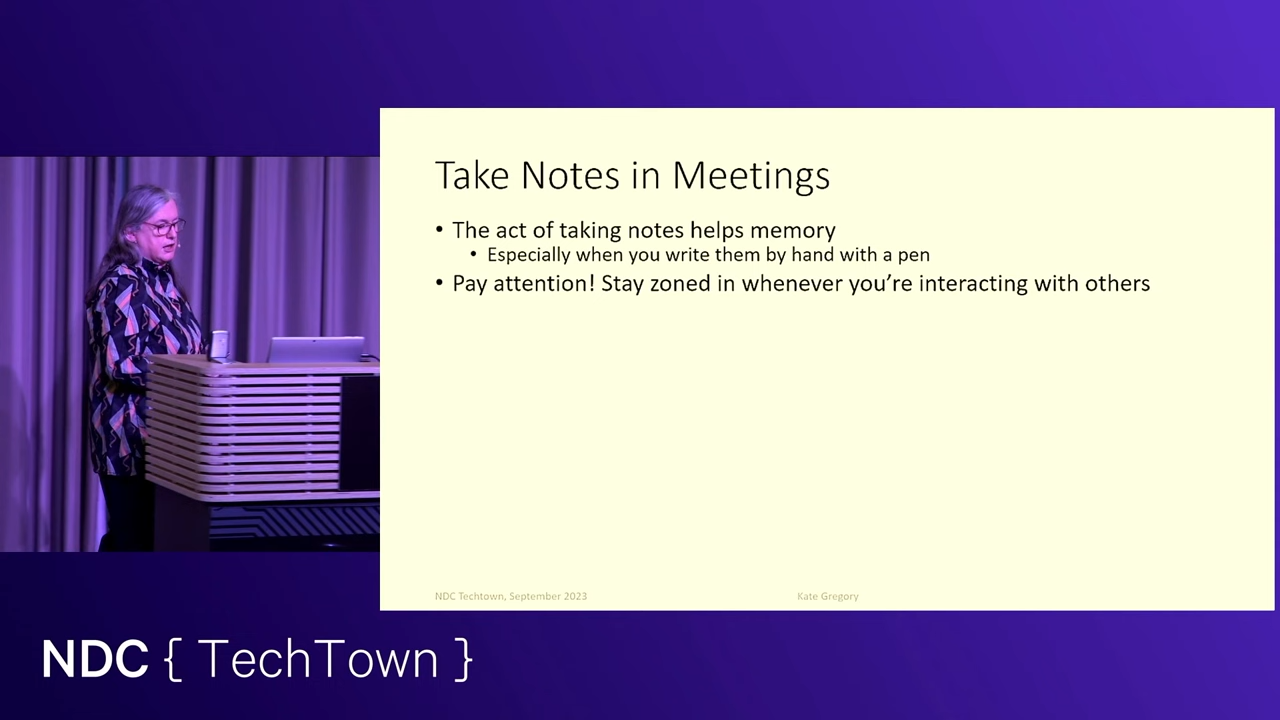 Take Notes in Meetings
• The act of taking notes helps memory
• Especially when you write them by hand with a pen
• Pay attention! Stay zoned in whenever you’re interacting with others
NDC Techtown, September 2023
Kate Gregory
NDC { TechTown }